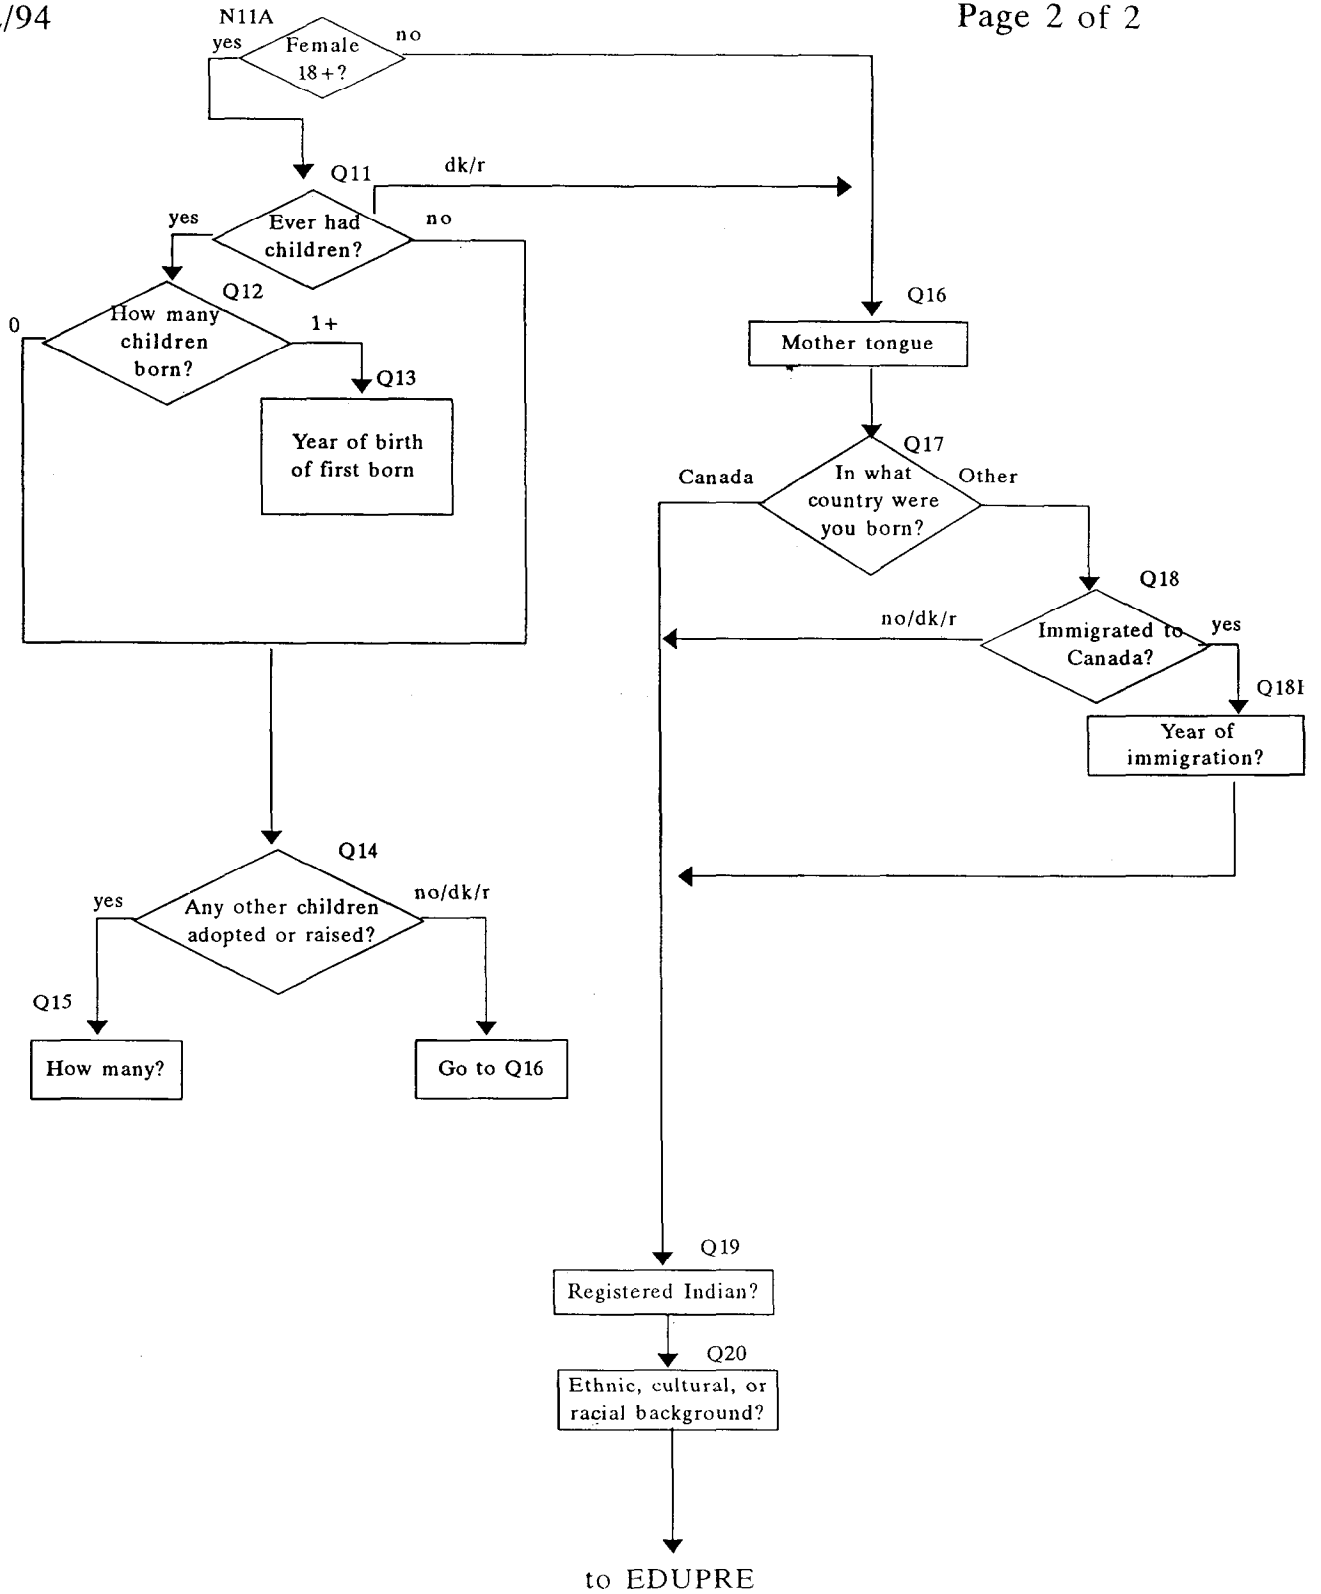 /94
Page 2 of 2
N11A
yes
no
Female
18+?
Q11
dk/r
yes
Ever had
children?
no
Q12
0
How many
children
born?
1+
Q13
Year of birth
of first born
Q16
Mother tongue
Q17
Canada
In what
country were
you born?
Other
Q18
no/dk/r
Immigrated to
Canada?
yes
Year of
immigration?
Q14
yes
Any other children
adopted or raised?
no/dk/r
Q15
How many?
Go to Q16
Q19
Registered Indian?
Q20
Ethnic, cultural, or
racial background?
to EDUPRE